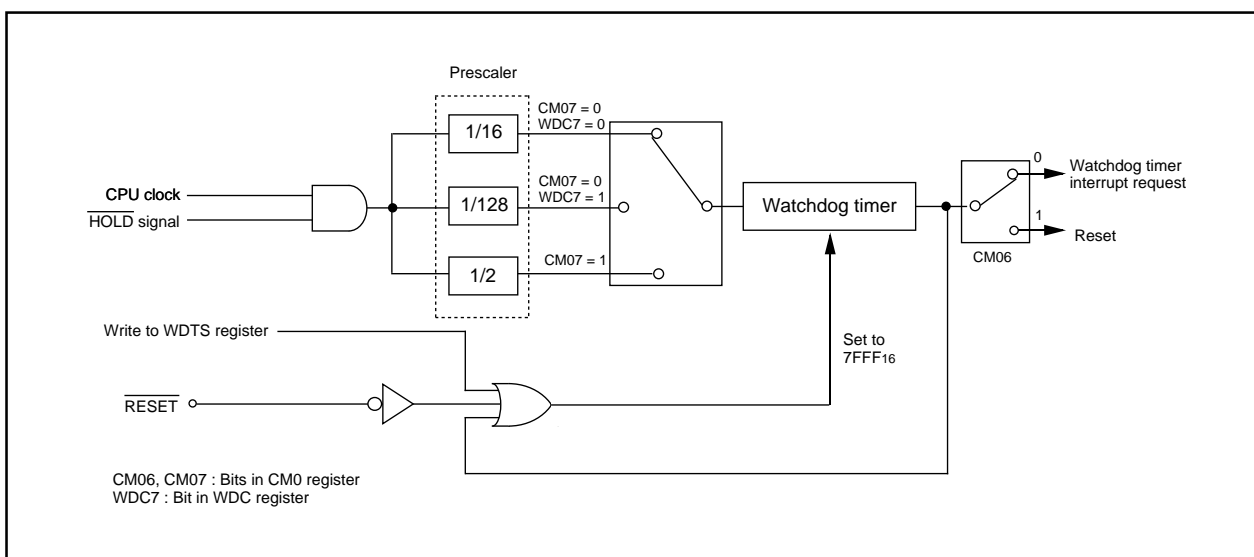 Prescaler
CM07 = 0
WDC7 = 0
1/16
CPU clock
HOLD signal
CM07 = 0
WDC7 = 1
1/128
CM07 = 1
1/2
Watchdog timer
0
Watchdog timer
interrupt request
1
Reset
CM06
Write to WDTS register
Set to
7FFF16
RESET
CM06, CM07 : Bits in CM0 register
WDC7 : Bit in WDC register